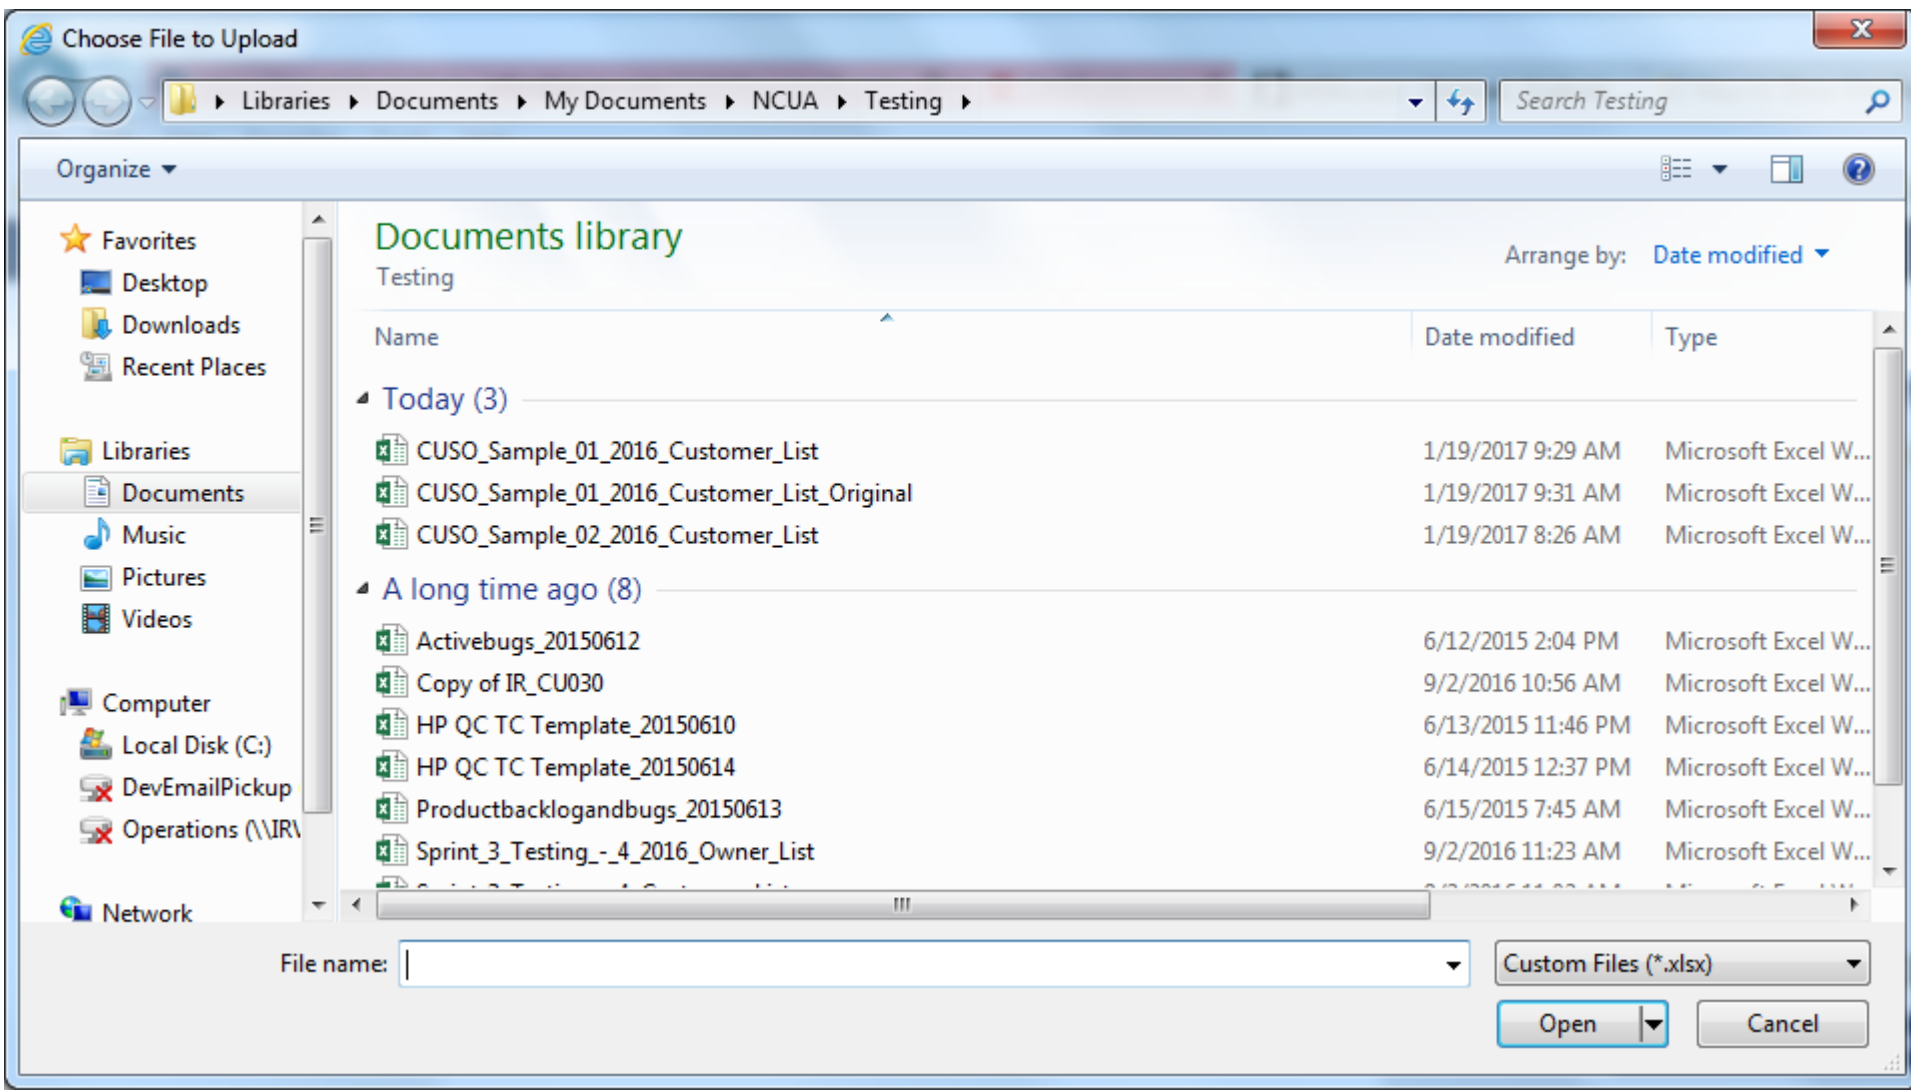 Choose File to Upload
Libraries Documents My Documents NCUA Testing
Search Testing
Organize
Favorites
Desktop
Downloads
Recent Places
Libraries
Documents
Music
Pictures
Videos
Computer
Local Disk (C:)
DevEmailPickup
Operations (\\IR\
Network
Documents library
Testing
Arrange by: Date modified
Name Date modified Type
Today (3)
CUSO_Sample_01_2016_Customer_List 1/19/2017 9:29 AM Microsoft Excel W...
CUSO_Sample_01_2016_Customer_List_Original 1/19/2017 9:31 AM Microsoft Excel W...
CUSO_Sample_02_2016_Customer_List 1/19/2017 8:26 AM Microsoft Excel W...
A long time ago (8)
Activebugs_20150612 6/12/2015 2:04 PM Microsoft Excel W...
Copy of IR_CU030 9/2/2016 10:56 AM Microsoft Excel W...
HP QC TC Template_20150610 6/13/2015 11:46 PM Microsoft Excel W...
HP QC TC Template_20150614 6/14/2015 12:37 PM Microsoft Excel W...
Productbacklogandbugs_20150613 6/15/2015 7:45 AM Microsoft Excel W...
Sprint_3_Testing_-_4_2016_Owner_List 9/2/2016 11:23 AM Microsoft Excel W...
File name:
Custom Files (*.xlsx)
Open
Cancel